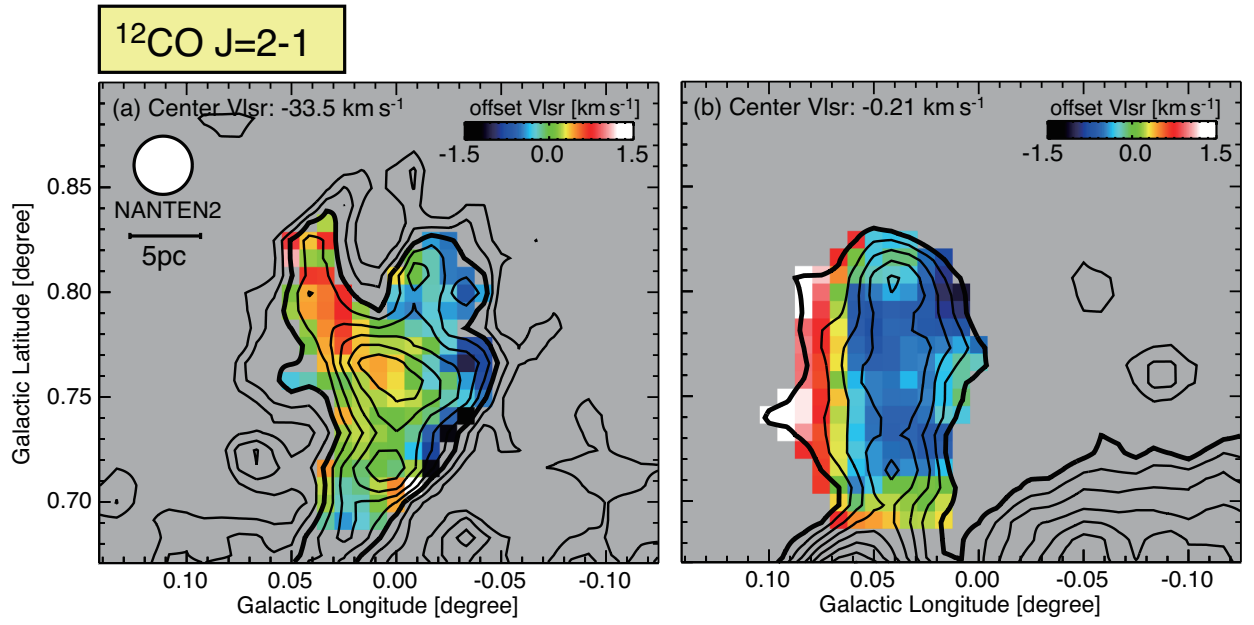 ¹²CO J=2-1
(a) Center Vlsr: -33.5 km s⁻¹
offset Vlsr [km s⁻¹]
-1.5 0.0 1.5
NANTEN2
5pc
0.85
0.80
0.75
0.70
Galactic Latitude [degree]
0.10 0.05 0.00 -0.05 -0.10
Galactic Longitude [degree]
(b) Center Vlsr: -0.21 km s⁻¹
offset Vlsr [km s⁻¹]
-1.5 0.0 1.5
0.10 0.05 0.00 -0.05 -0.10
Galactic Longitude [degree]